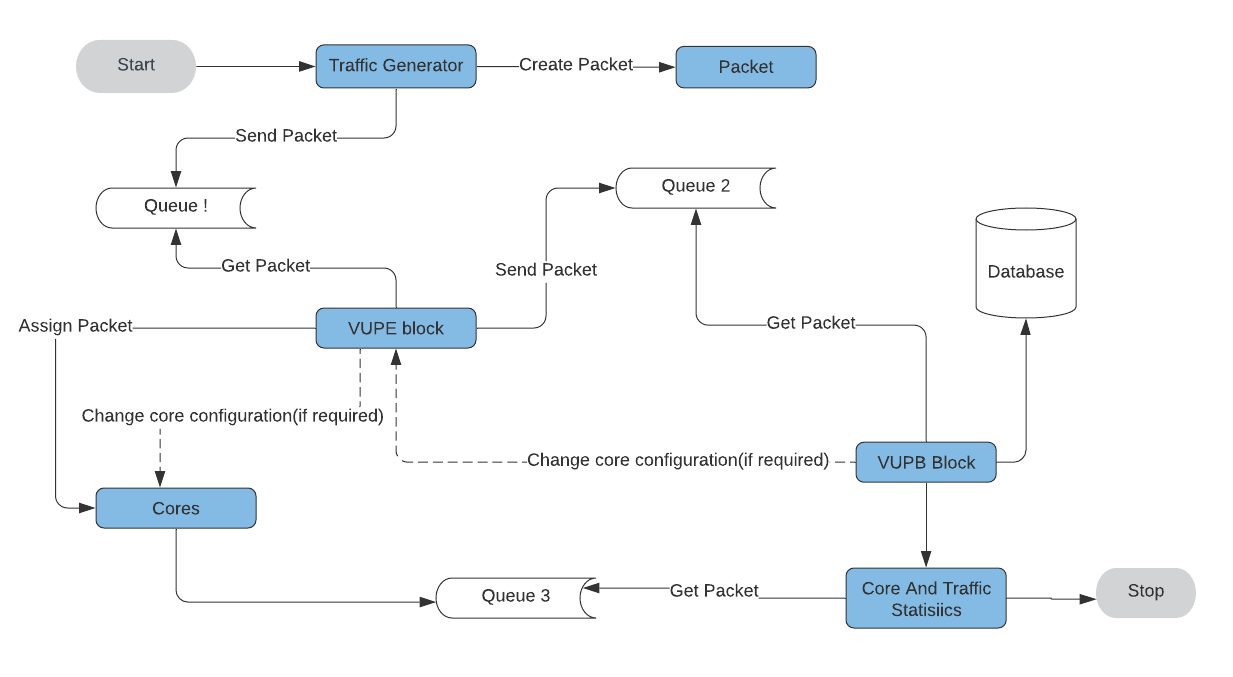 Start
Traffic Generator
Create Packet
Packet
Send Packet
Queue !
Queue 2
Get Packet
Send Packet
Database
Assign Packet
VUPE block
Get Packet
Change core configuration(if required)
Change core configuration(if required)
VUPB Block
Cores
Queue 3
Get Packet
Core And Traffic
Statisiics
Stop